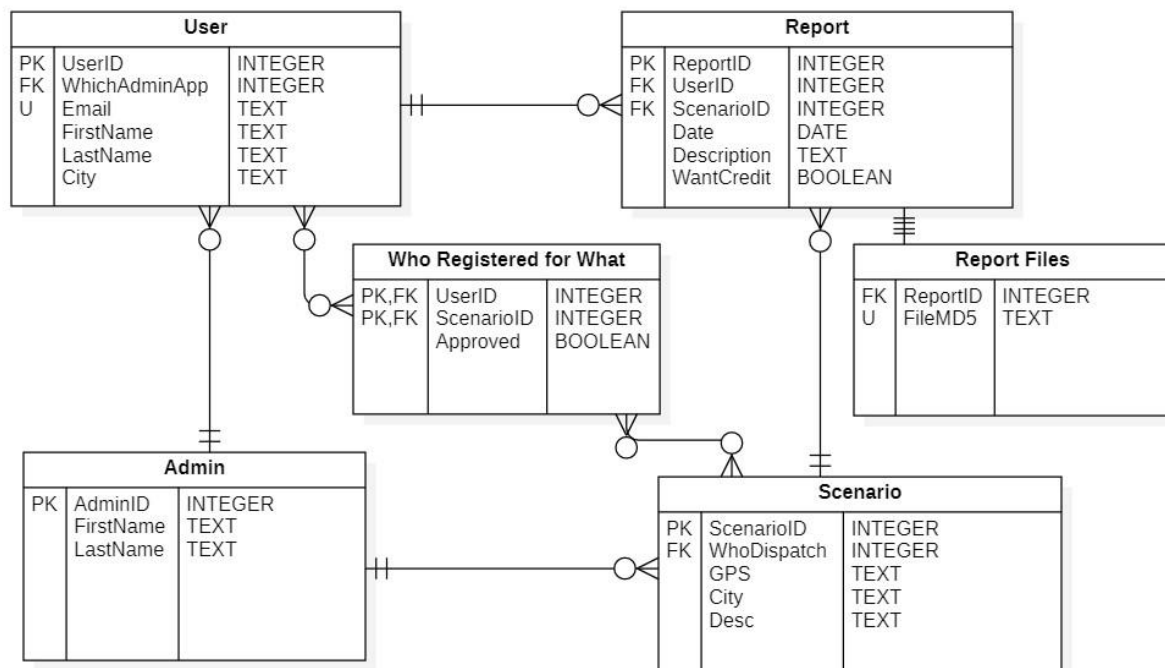 User
PK UserID INTEGER
FK WhichAdminApp INTEGER
U Email TEXT
FirstName TEXT
LastName TEXT
City TEXT
Report
PK ReportID INTEGER
FK UserID INTEGER
FK ScenarioID INTEGER
Date DATE
Description TEXT
WantCredit BOOLEAN
Who Registered for What
PK,FK UserID INTEGER
PK,FK ScenarioID INTEGER
Approved BOOLEAN
Report Files
FK ReportID INTEGER
U FileMD5 TEXT
Admin
PK AdminID INTEGER
FirstName TEXT
LastName TEXT
Scenario
PK ScenarioID INTEGER
FK WhoDispatch INTEGER
GPS TEXT
City TEXT
Desc TEXT